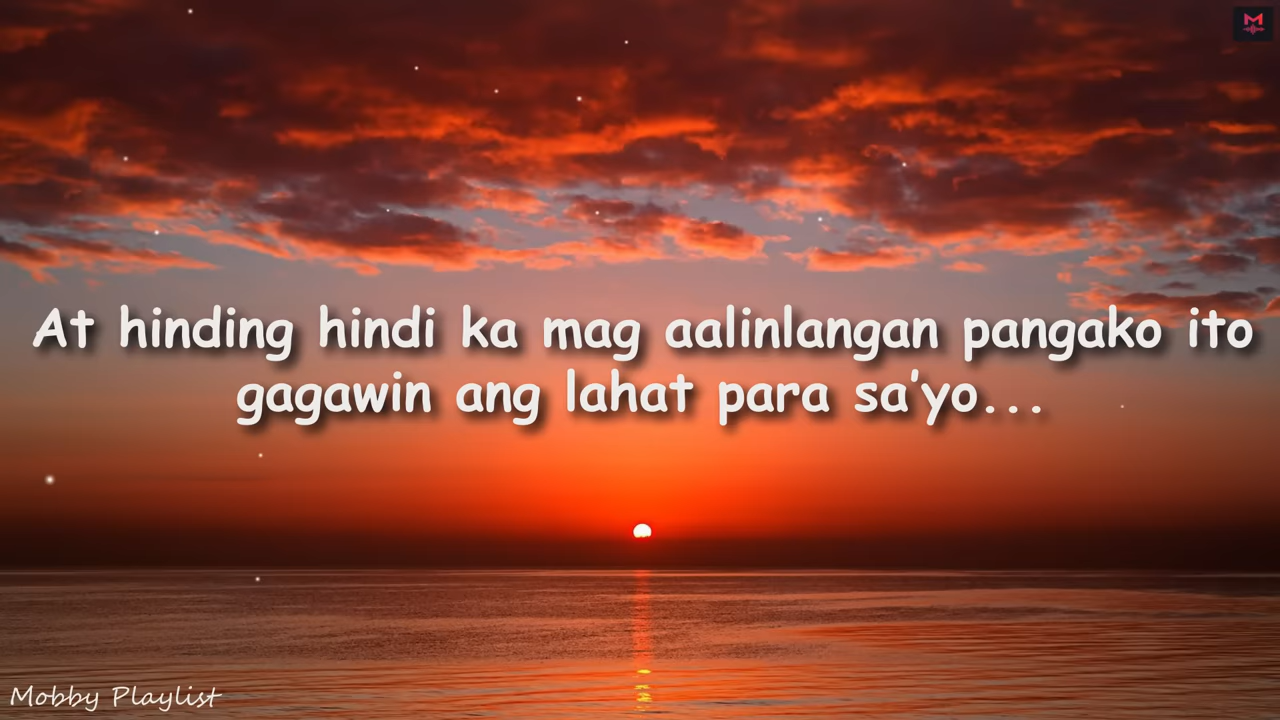 M
At hinding hindi ka mag aalinlangan pangako ito
gagawin ang lahat para sa'yo...
Mobby Playlist